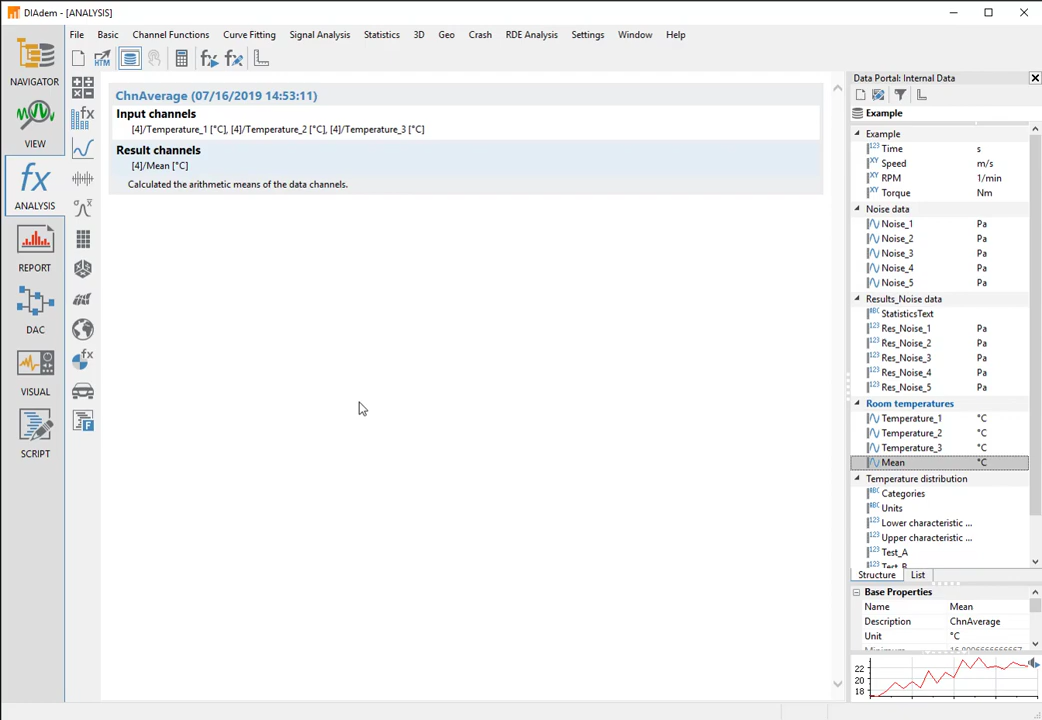 DIAdem - [ANALYSIS]
File Basic Channel Functions Curve Fitting Signal Analysis Statistics 3D Geo Crash RDE Analysis Settings Window Help
NAVIGATOR
VIEW
ANALYSIS
REPORT
DAC
VISUAL
SCRIPT
ChnAverage (07/16/2019 14:53:11)
Input channels
[4]/Temperature_1 [°C], [4]/Temperature_2 [°C], [4]/Temperature_3 [°C]
Result channels
[4]/Mean [°C]
Calculated the arithmetic means of the data channels.
Data Portal: Internal Data
Example
Example
Time s
Speed m/s
RPM 1/min
Torque Nm
Noise data
Noise_1 Pa
Noise_2 Pa
Noise_3 Pa
Noise_4 Pa
Noise_5 Pa
Results_Noise data
StatisticsText
Res_Noise_1 Pa
Res_Noise_2 Pa
Res_Noise_3 Pa
Res_Noise_4 Pa
Res_Noise_5 Pa
Room temperatures
Temperature_1 °C
Temperature_2 °C
Temperature_3 °C
Mean °C
Temperature distribution
Categories
Units
Lower characteristic ...
Upper characteristic ...
Test_A
Structure List
Base Properties
Name Mean
Description ChnAverage
Unit °C
22
20
18